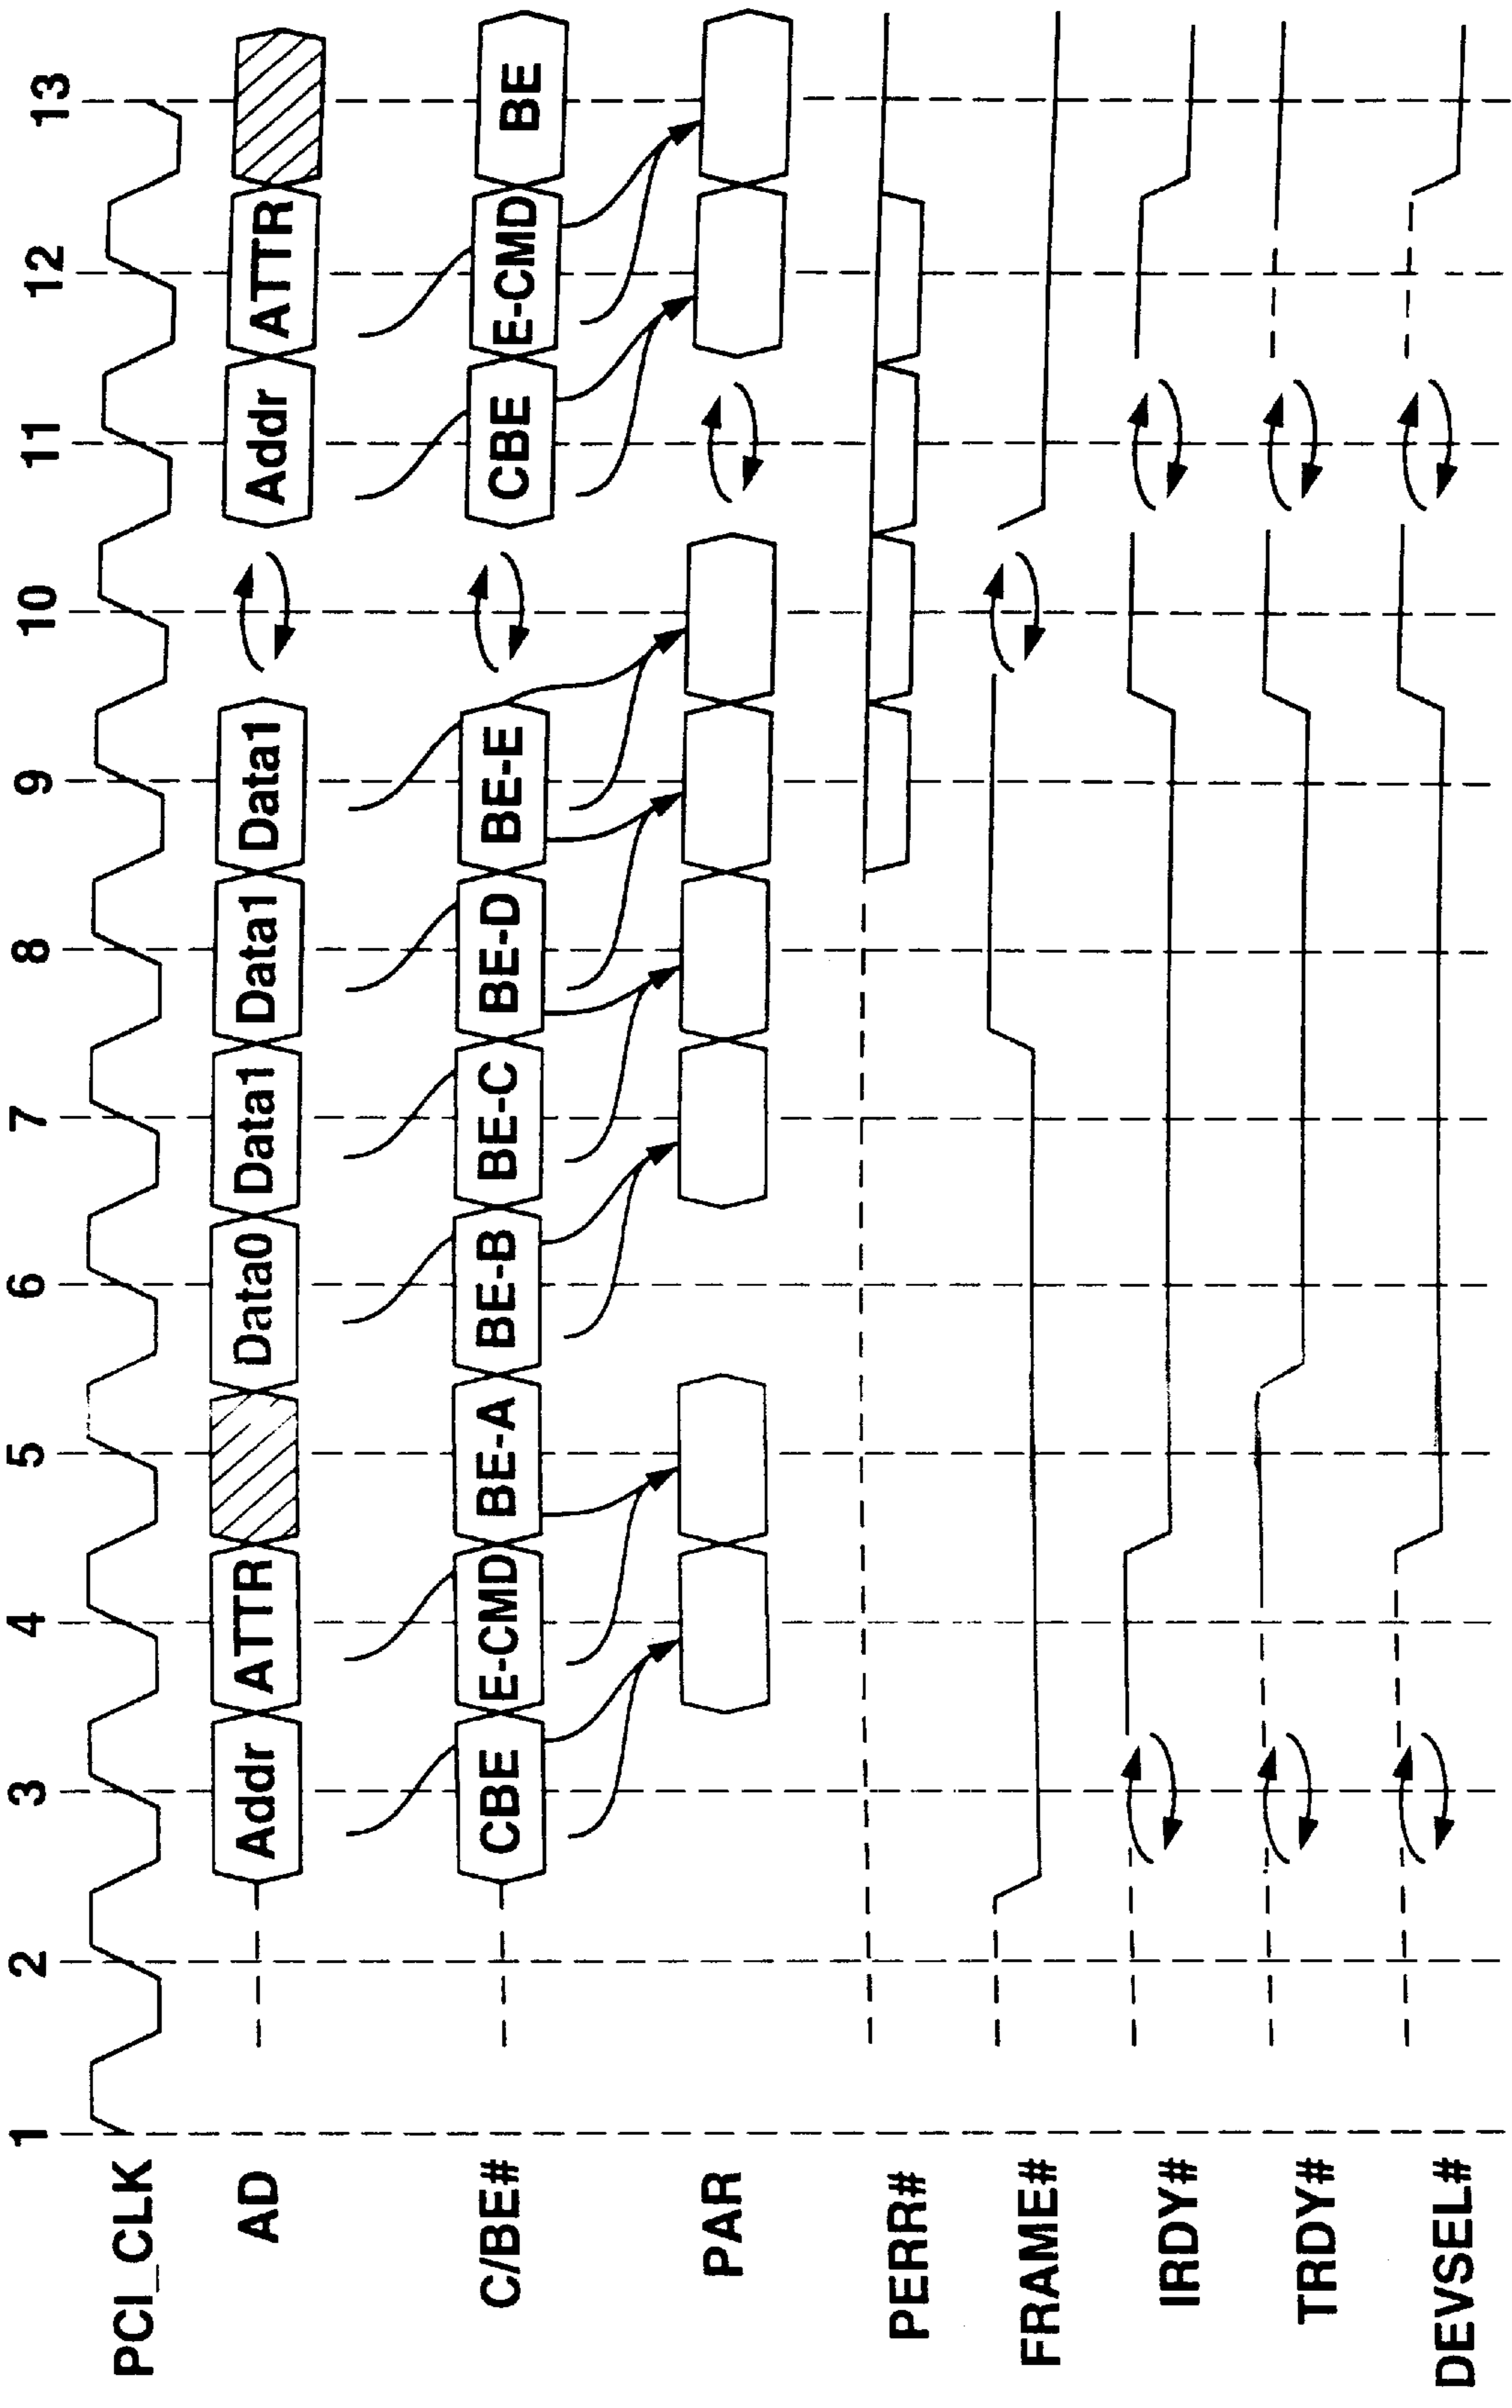 1 2 3 4 5 6 7 8 9 10 11 12 13
PCI_CLK
AD Addr ATTR Data0 Data1 Data1 Data1 Addr ATTR
C/BE# CBE E-CMD BE-A BE-B BE-C BE-D BE-E CBE E-CMD BE
PAR
PERR#
FRAME#
IRDY#
TRDY#
DEVSEL#